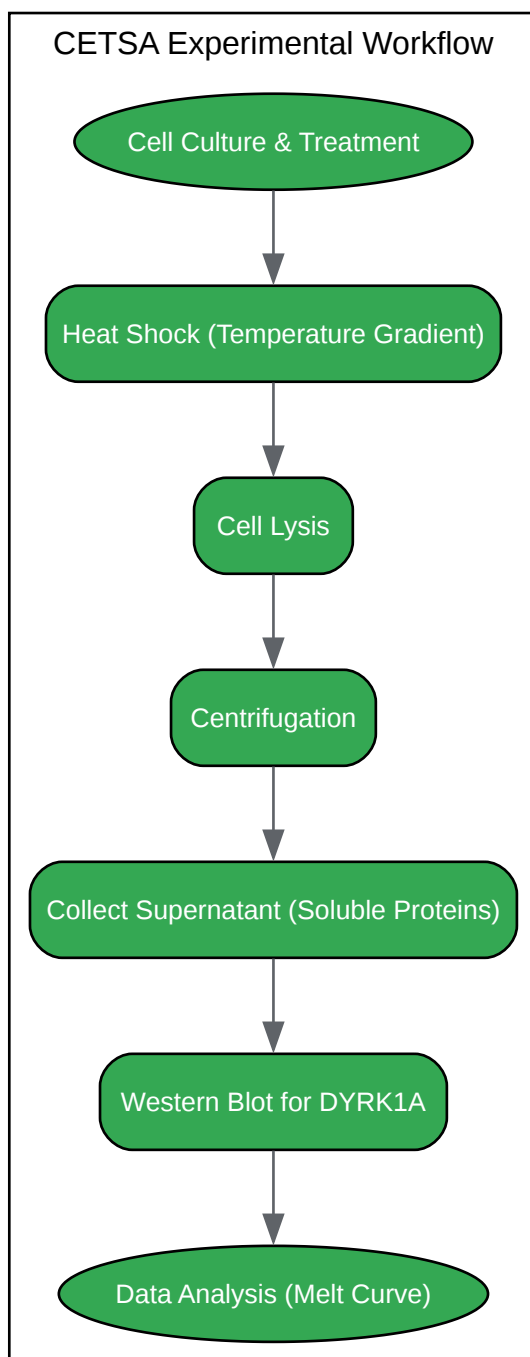 CETSA Experimental Workflow
Cell Culture & Treatment
Heat Shock (Temperature Gradient)
Cell Lysis
Centrifugation
Collect Supernatant (Soluble Proteins)
Western Blot for DYRK1A
Data Analysis (Melt Curve)